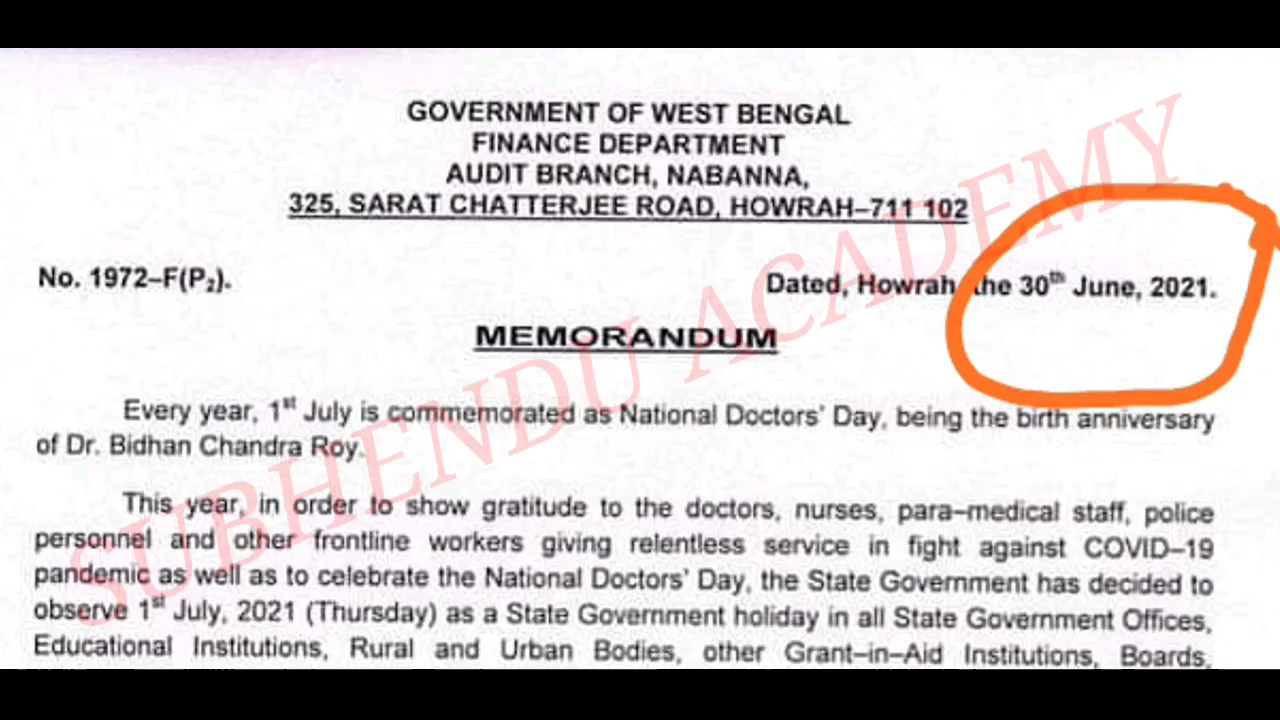 GOVERNMENT OF WEST BENGAL
FINANCE DEPARTMENT
AUDIT BRANCH, NABANNA,
325, SARAT CHATTERJEE ROAD, HOWRAH–711 102
No. 1972–F(P₂).
Dated, Howrah the 30th June, 2021.
MEMORANDUM
Every year, 1st July is commemorated as National Doctors' Day, being the birth anniversary
of Dr. Bidhan Chandra Roy.
This year, in order to show gratitude to the doctors, nurses, para–medical staff, police
personnel and other frontline workers giving relentless service in fight against COVID–19
pandemic as well as to celebrate the National Doctors' Day, the State Government has decided to
observe 1st July, 2021 (Thursday) as a State Government holiday in all State Government Offices,
Educational Institutions, Rural and Urban Bodies, other Grant–in–Aid Institutions, Boards,
SUBHENDU ACADEMY